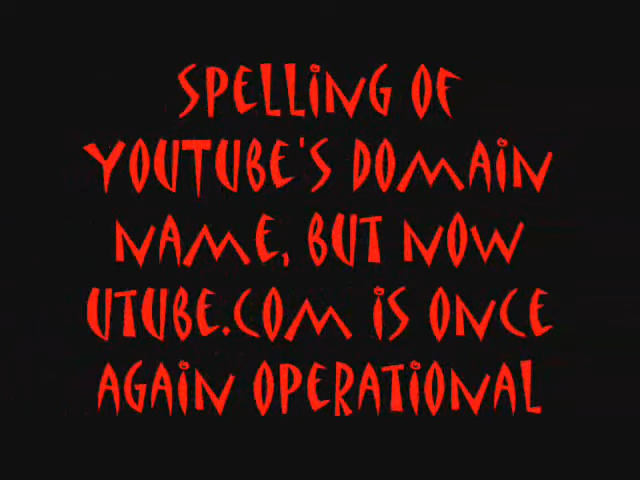 SPELLING OF
YOUTUBE'S DOMAIN
NAME, BUT NOW
UTUBE.COM IS ONCE
AGAIN OPERATIONAL